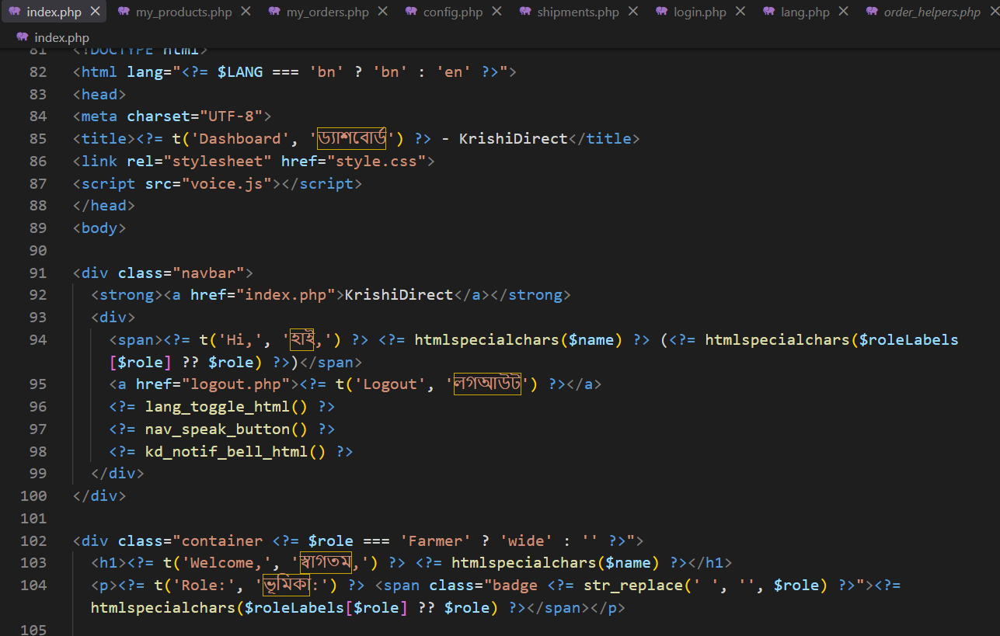 index.php my_products.php my_orders.php config.php shipments.php login.php lang.php order_helpers.php
index.php
81 <!DOCTYPE html>
82 <html lang="<?= $LANG === 'bn' ? 'bn' : 'en' ?>">
83 <head>
84 <meta charset="UTF-8">
85 <title><?= t('Dashboard', 'ড্যাশবোর্ড') ?> - KrishiDirect</title>
86 <link rel="stylesheet" href="style.css">
87 <script src="voice.js"></script>
88 </head>
89 <body>
90
91 <div class="navbar">
92 <strong><a href="index.php">KrishiDirect</a></strong>
93 <div>
94 <span><?= t('Hi,', 'হাই,') ?> <?= htmlspecialchars($name) ?> (<?= htmlspecialchars($roleLabels
[$role] ?? $role) ?>)</span>
95 <a href="logout.php"><?= t('Logout', 'লগআউট') ?></a>
96 <?= lang_toggle_html() ?>
97 <?= nav_speak_button() ?>
98 <?= kd_notif_bell_html() ?>
99 </div>
100 </div>
101
102 <div class="container <?= $role === 'Farmer' ? 'wide' : '' ?>">
103 <h1><?= t('Welcome,', 'স্বাগতম,') ?> <?= htmlspecialchars($name) ?></h1>
104 <p><?= t('Role:', 'ভূমিকা:') ?> <span class="badge <?= str_replace(' ', '', $role) ?>"><?=
htmlspecialchars($roleLabels[$role] ?? $role) ?></span></p>
105